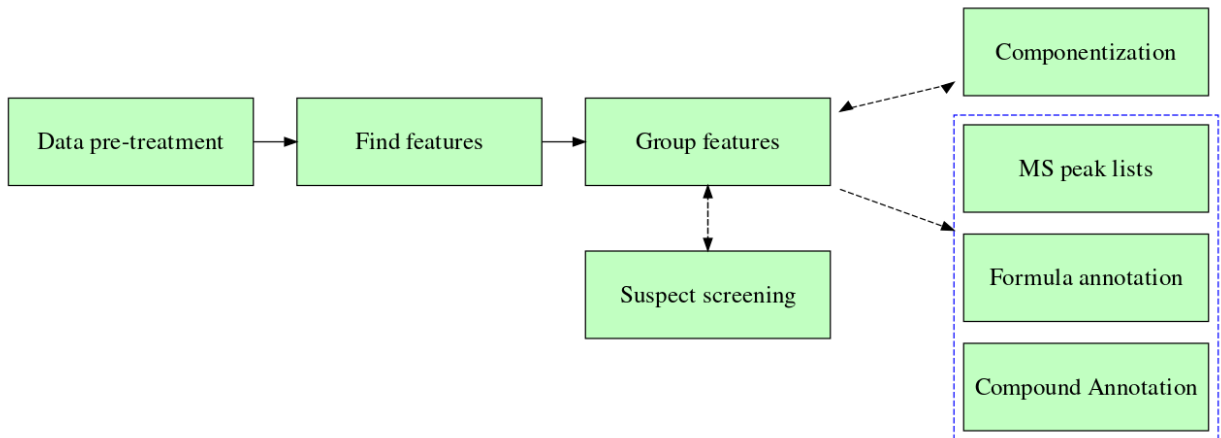 Data pre-treatment
Find features
Group features
Suspect screening
Componentization
MS peak lists
Formula annotation
Compound Annotation